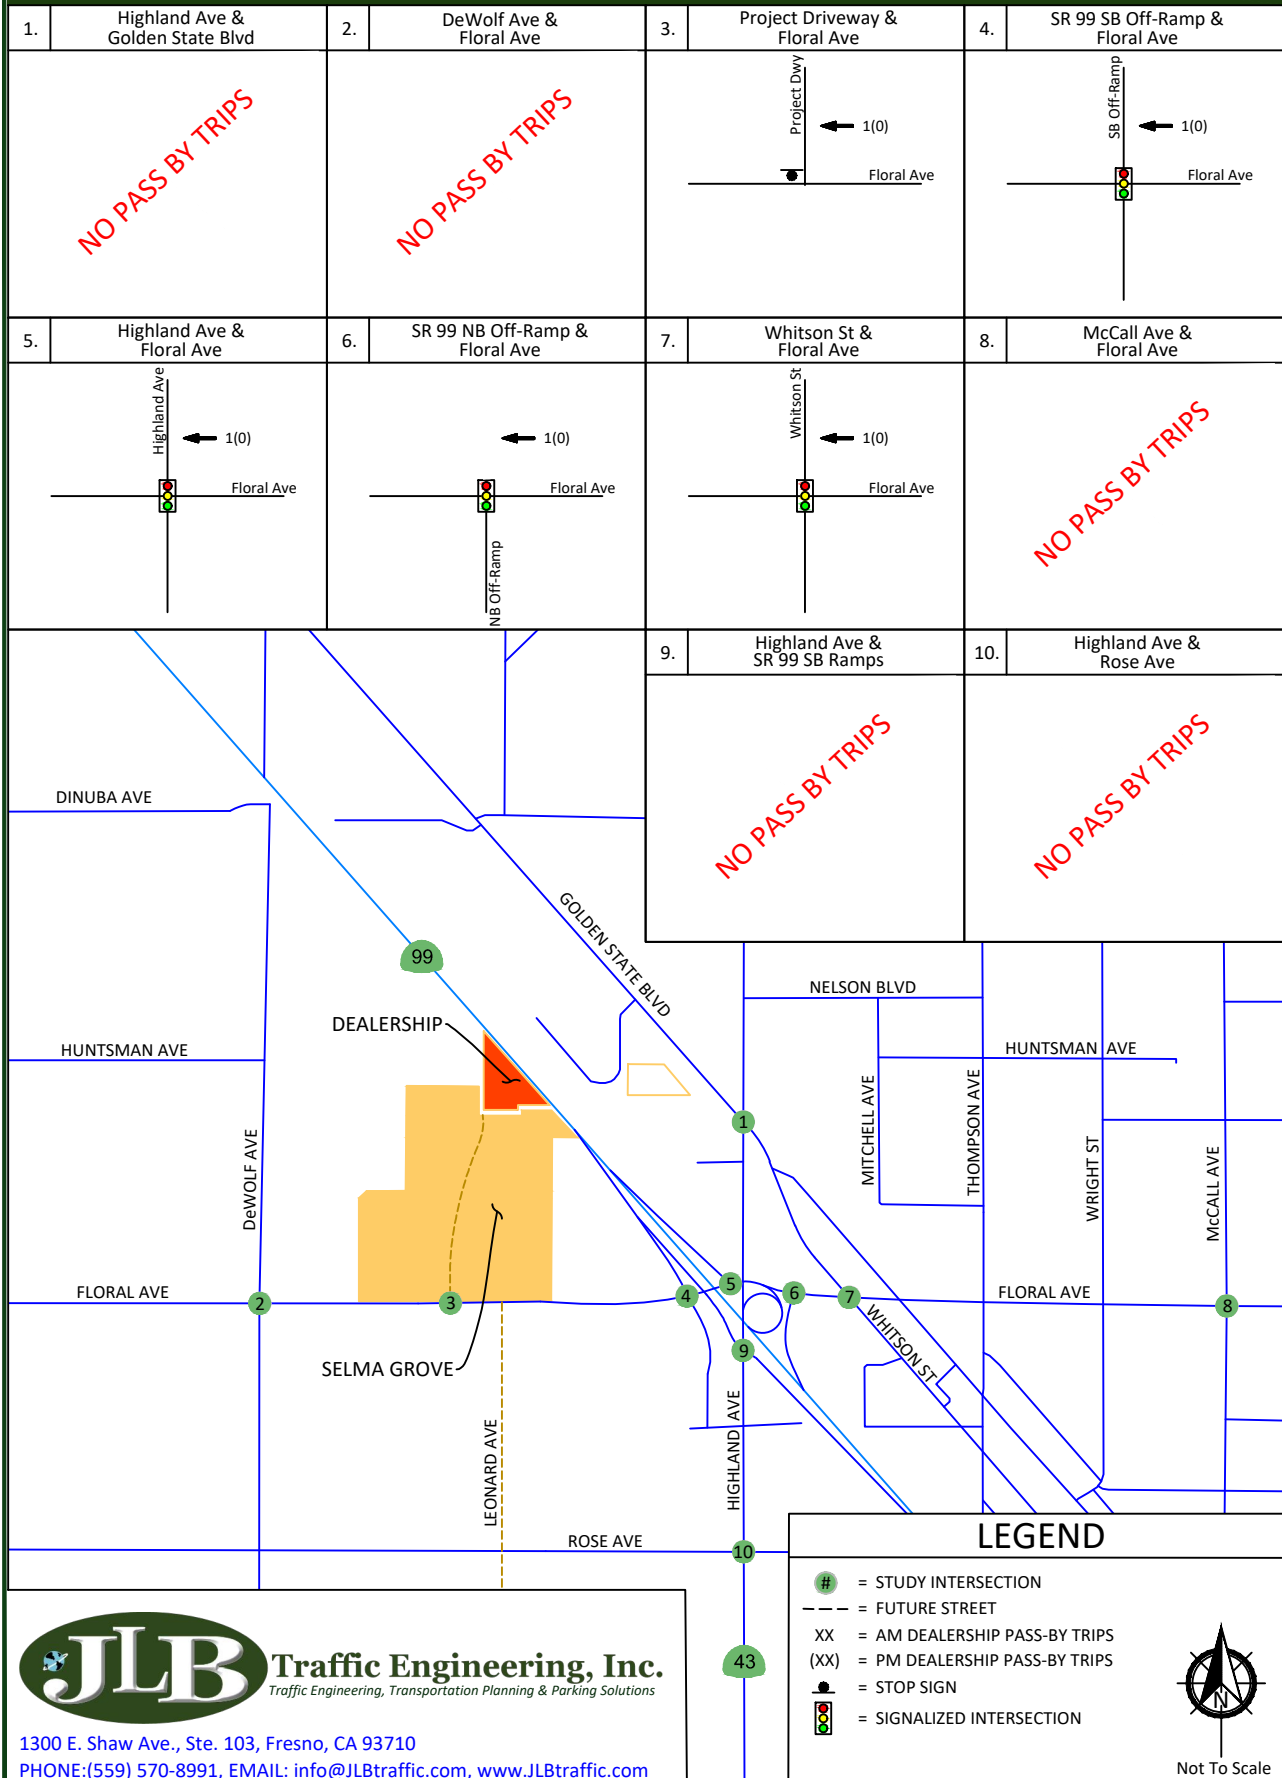 1.
Highland Ave &
Golden State Blvd
NO PASS BY TRIPS
2.
DeWolf Ave &
Floral Ave
NO PASS BY TRIPS
3.
Project Driveway &
Floral Ave
Project Dwy
1(0)
Floral Ave
4.
SR 99 SB Off-Ramp &
Floral Ave
SB Off-Ramp
1(0)
Floral Ave
5.
Highland Ave &
Floral Ave
Highland Ave
1(0)
Floral Ave
6.
SR 99 NB Off-Ramp &
Floral Ave
1(0)
Floral Ave
NB Off-Ramp
7.
Whitson St &
Floral Ave
Whitson St
1(0)
Floral Ave
8.
McCall Ave &
Floral Ave
NO PASS BY TRIPS
9.
Highland Ave &
SR 99 SB Ramps
NO PASS BY TRIPS
10.
Highland Ave &
Rose Ave
NO PASS BY TRIPS
DINUBA AVE
GOLDEN STATE BLVD
99
NELSON BLVD
DEALERSHIP
HUNTSMAN AVE
HUNTSMAN AVE
1
MITCHELL AVE
THOMPSON AVE
WRIGHT ST
McCALL AVE
DeWOLF AVE
FLORAL AVE
2
3
4
5
6
7
FLORAL AVE
8
9
WHITSON ST
SELMA GROVE
LEONARD AVE
HIGHLAND AVE
ROSE AVE
10
43
LEGEND
# = STUDY INTERSECTION
= FUTURE STREET
XX = AM DEALERSHIP PASS-BY TRIPS
(XX) = PM DEALERSHIP PASS-BY TRIPS
= STOP SIGN
= SIGNALIZED INTERSECTION
N
Not To Scale
JLB
Traffic Engineering, Inc.
Traffic Engineering, Transportation Planning & Parking Solutions
1300 E. Shaw Ave., Ste. 103, Fresno, CA 93710
PHONE:(559) 570-8991, EMAIL: info@JLBtraffic.com, www.JLBtraffic.com